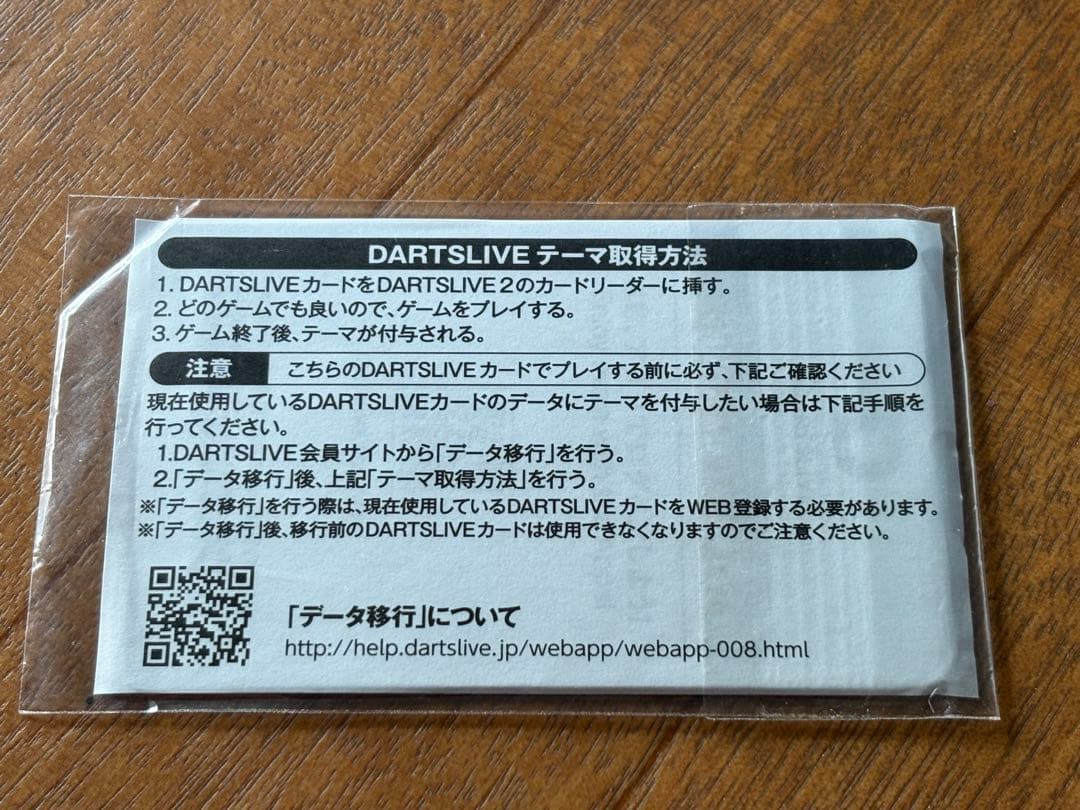 DARTSLIVE テーマ取得方法
1. DARTSLIVEカードをDARTSLIVE2のカードリーダーに挿す。
2. どのゲームでも良いので、ゲームをプレイする。
3. ゲーム終了後、テーマが付与される。
注意 こちらのDARTSLIVEカードでプレイする前に必ず、下記ご確認ください
現在使用しているDARTSLIVEカードのデータにテーマを付与したい場合は下記手順を
行ってください。
1.DARTSLIVE会員サイトから「データ移行」を行う。
2.「データ移行」後、上記「テーマ取得方法」を行う。
※「データ移行」を行う際は、現在使用しているDARTSLIVEカードをWEB登録する必要があります。
※「データ移行」後、移行前のDARTSLIVEカードは使用できなくなりますのでご注意ください。
「データ移行」について
http://help.dartslive.jp/webapp/webapp-008.html